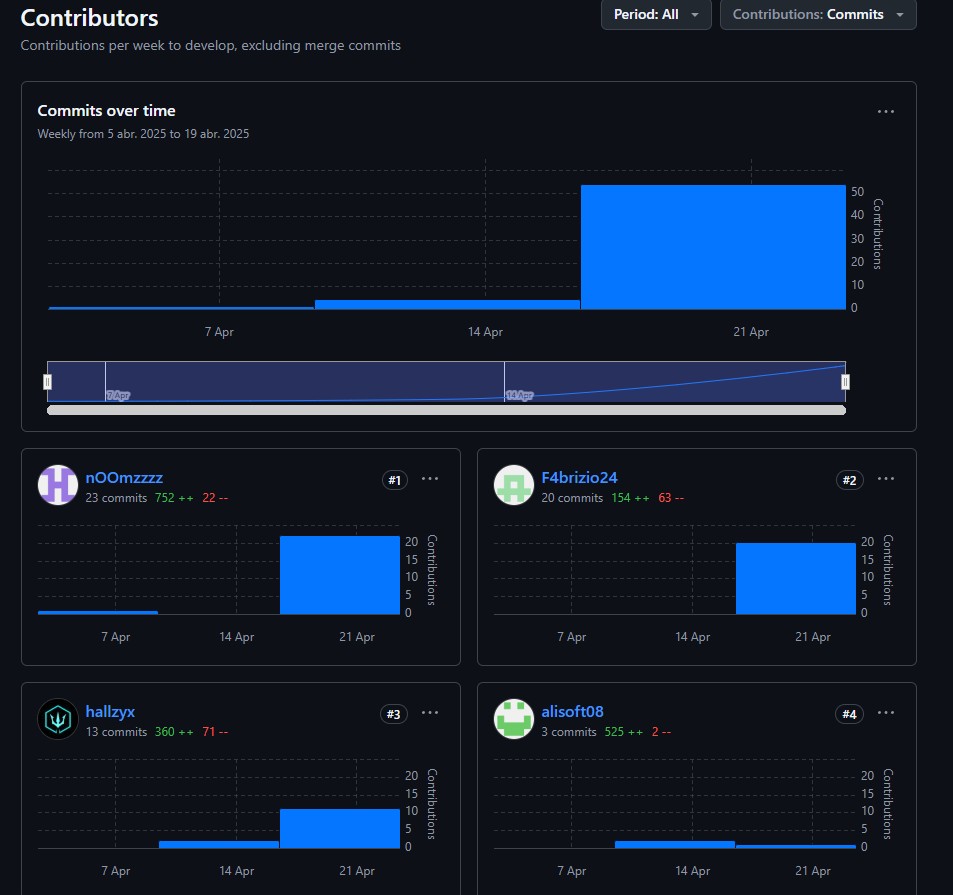 Contributors
Period: All
Contributions: Commits
Contributions per week to develop, excluding merge commits
Commits over time
Weekly from 5 abr. 2025 to 19 abr. 2025
50
40
30
20
10
0
Contributions
7 Apr
14 Apr
21 Apr
7 Apr
14 Apr
nOOmzzzz
#1
23 commits 752 ++ 22 --
20
15
10
5
0
Contributions
7 Apr
14 Apr
21 Apr
F4brizio24
#2
20 commits 154 ++ 63 --
20
15
10
5
0
Contributions
7 Apr
14 Apr
21 Apr
hallzyx
#3
13 commits 360 ++ 71 --
20
15
10
5
0
Contributions
7 Apr
14 Apr
21 Apr
alisoft08
#4
3 commits 525 ++ 2 --
20
15
10
5
0
Contributions
7 Apr
14 Apr
21 Apr